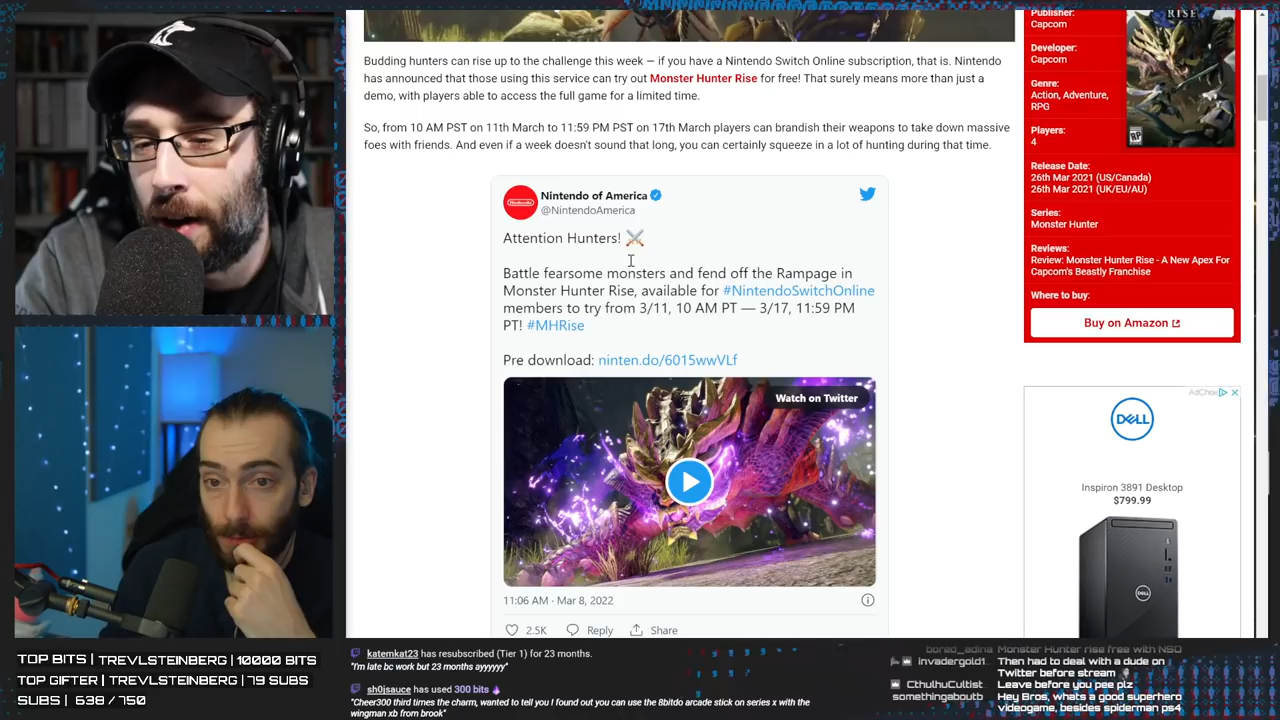 Budding hunters can rise up to the challenge this week — if you have a Nintendo Switch Online subscription, that is. Nintendo
has announced that those using this service can try out Monster Hunter Rise for free! That surely means more than just a
demo, with players able to access the full game for a limited time.
So, from 10 AM PST on 11th March to 11:59 PM PST on 17th March players can brandish their weapons to take down massive
foes with friends. And even if a week doesn't sound that long, you can certainly squeeze in a lot of hunting during that time.
Nintendo
Nintendo of America
@NintendoAmerica
Attention Hunters! ⚔
Battle fearsome monsters and fend off the Rampage in
Monster Hunter Rise, available for #NintendoSwitchOnline
members to try from 3/11, 10 AM PT — 3/17, 11:59 PM
PT! #MHRise
Pre download: ninten.do/6015wwVLf
Watch on Twitter
11:06 AM · Mar 8, 2022
2.5K Reply Share
Publisher:
Capcom
Developer:
Capcom
Genre:
Action, Adventure,
RPG
Players:
4
RISE
RP
Release Date:
26th Mar 2021 (US/Canada)
26th Mar 2021 (UK/EU/AU)
Series:
Monster Hunter
Reviews:
Review: Monster Hunter Rise - A New Apex For
Capcom's Beastly Franchise
Where to buy:
Buy on Amazon
AdChoic
DELL
Inspiron 3891 Desktop
$799.99
DELL
TOP BITS | TREVLSTEINBERG | 10000 BITS
TOP GIFTER | TREVLSTEINBERG | 79 SUBS
SUBS | 638 / 750
katemkat23 has resubscribed (Tier 1) for 23 months.
"I'm late bc work but 23 months ayyyyyy"
sh0jsauce has used 300 bits
"Cheer300 third times the charm, wanted to tell you I found out you can use the 8bitdo arcade stick on series x with the
wingman xb from brook"
bored_adina Monster Hunter rise free with NSO
invadergold1 Then had to deal with a dude on
Twitter before stream
CthulhuCultist Leave before you pee plz
somethingaboutb Hey Bros, whats a good superhero
videogame, besides spiderman ps4